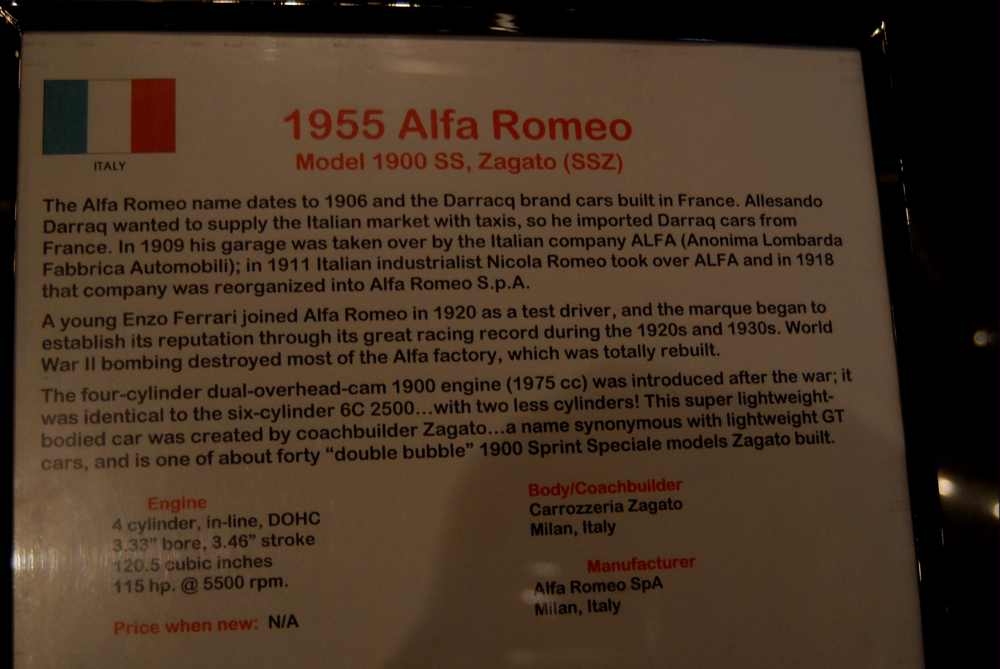 ITALY
1955 Alfa Romeo
Model 1900 SS, Zagato (SSZ)
The Alfa Romeo name dates to 1906 and the Darracq brand cars built in France. Allesando
Darraq wanted to supply the Italian market with taxis, so he imported Darraq cars from
France. In 1909 his garage was taken over by the Italian company ALFA (Anonima Lombarda
Fabbrica Automobili); in 1911 Italian industrialist Nicola Romeo took over ALFA and in 1918
that company was reorganized into Alfa Romeo S.p.A.
A young Enzo Ferrari joined Alfa Romeo in 1920 as a test driver, and the marque began to
establish its reputation through its great racing record during the 1920s and 1930s. World
War II bombing destroyed most of the Alfa factory, which was totally rebuilt.
The four-cylinder dual-overhead-cam 1900 engine (1975 cc) was introduced after the war; it
was identical to the six-cylinder 6C 2500...with two less cylinders! This super lightweight-
bodied car was created by coachbuilder Zagato...a name synonymous with lightweight GT
cars, and is one of about forty “double bubble” 1900 Sprint Speciale models Zagato built.
Engine
4 cylinder, in-line, DOHC
3.33” bore, 3.46” stroke
120.5 cubic inches
115 hp. @ 5500 rpm.
Price when new: N/A
Body/Coachbuilder
Carrozzeria Zagato
Milan, Italy
Manufacturer
Alfa Romeo SpA
Milan, Italy